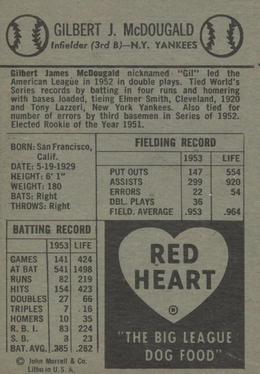 GILBERT J. McDOUGALD
Infielder (3rd B)—N.Y. YANKEES
Gilbert James McDougald nicknamed "Gil" led the
American League in 1952 in double plays. Tied World's
Series records by batting in four runs and homering
with bases loaded, tieing Elmer Smith, Cleveland, 1920
and Tony Lazzeri, New York Yankees. Also tied for
number of errors by third basemen in Series of 1952.
Elected Rookie of the Year 1951.
BORN: San Francisco,
Calif.
DATE: 5-19-1929
HEIGHT: 6' 1"
WEIGHT: 180
BATS: Right
THROWS: Right
FIELDING RECORD
1953 LIFE
PUT OUTS 147 554
ASSISTS 299 920
ERRORS 22 54
DBL. PLAYS 36
FIELD. AVERAGE .953 .964
BATTING RECORD
1953 LIFE
GAMES 141 424
AT BAT 541 1498
RUNS 82 219
HITS 154 423
DOUBLES 27 66
TRIPLES 7 16
HOMERS 10 35
R. B. I. 83 224
S. B. 3 23
BAT. AVG. .285 .282
© John Morrell & Co.
Litho in U. S. A.
RED
HEART
®
"THE BIG LEAGUE
DOG FOOD"